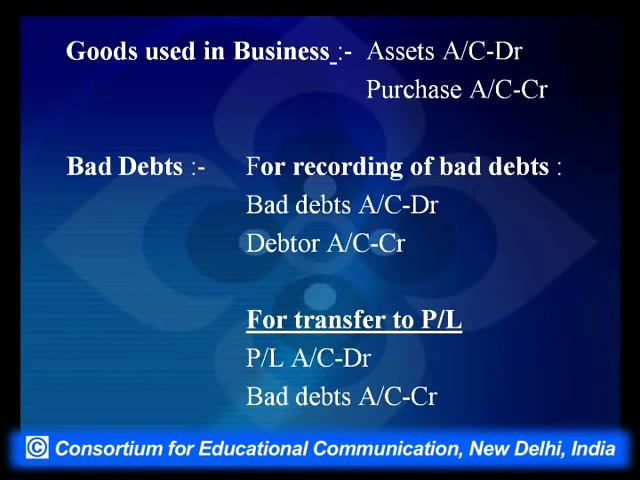 Goods used in Business :- Assets A/C-Dr
Purchase A/C-Cr
Bad Debts :- For recording of bad debts :
Bad debts A/C-Dr
Debtor A/C-Cr
For transfer to P/L
P/L A/C-Dr
Bad debts A/C-Cr
© Consortium for Educational Communication, New Delhi, India